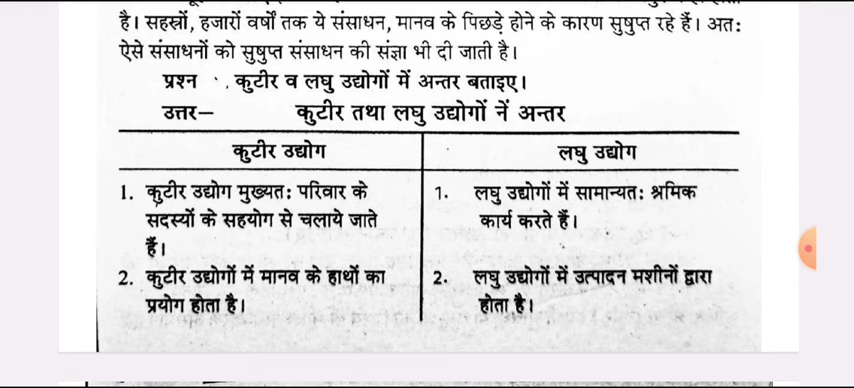 है। सहस्रों, हजारों वर्षों तक ये संसाधन, मानव के पिछड़े होने के कारण सुषुप्त रहे हैं। अतः
ऐसे संसाधनों को सुषुप्त संसाधन की संज्ञा भी दी जाती है।
प्रश्न कुटीर व लघु उद्योगों में अन्तर बताइए।
उत्तर— कुटीर तथा लघु उद्योगों नें अन्तर
कुटीर उद्योग लघु उद्योग
1. कुटीर उद्योग मुख्यतः परिवार के
सदस्यों के सहयोग से चलाये जाते
हैं।
1. लघु उद्योगों में सामान्यतः श्रमिक
कार्य करते हैं।
2. कुटीर उद्योगों में मानव के हाथों का
प्रयोग होता है।
2. लघु उद्योगों में उत्पादन मशीनों द्वारा
होता है।